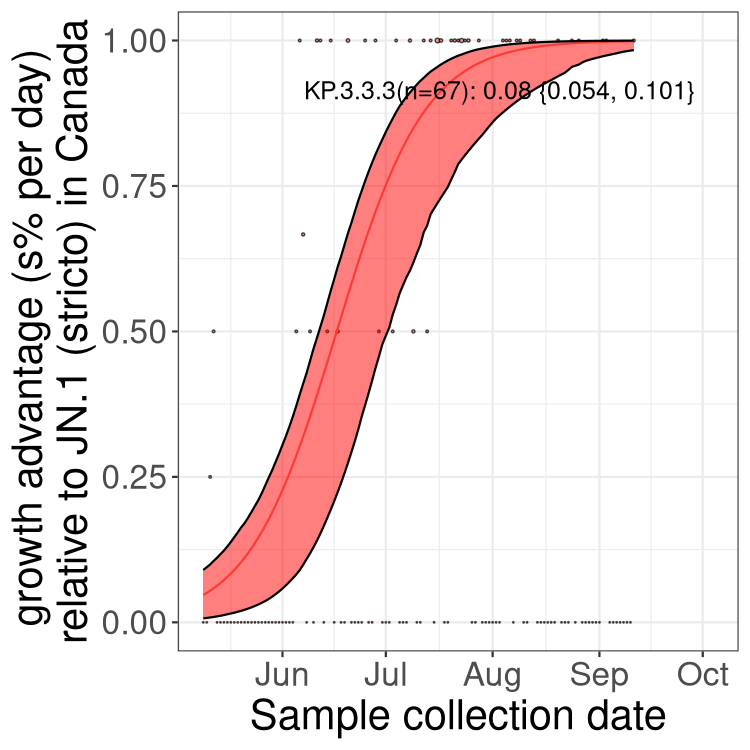 growth advantage (s% per day)
relative to JN.1 (stricto) in Canada
1.00
0.75
0.50
0.25
0.00
KP.3.3.3(n=67): 0.08 {0.054, 0.101}
Jun Jul Aug Sep Oct
Sample collection date